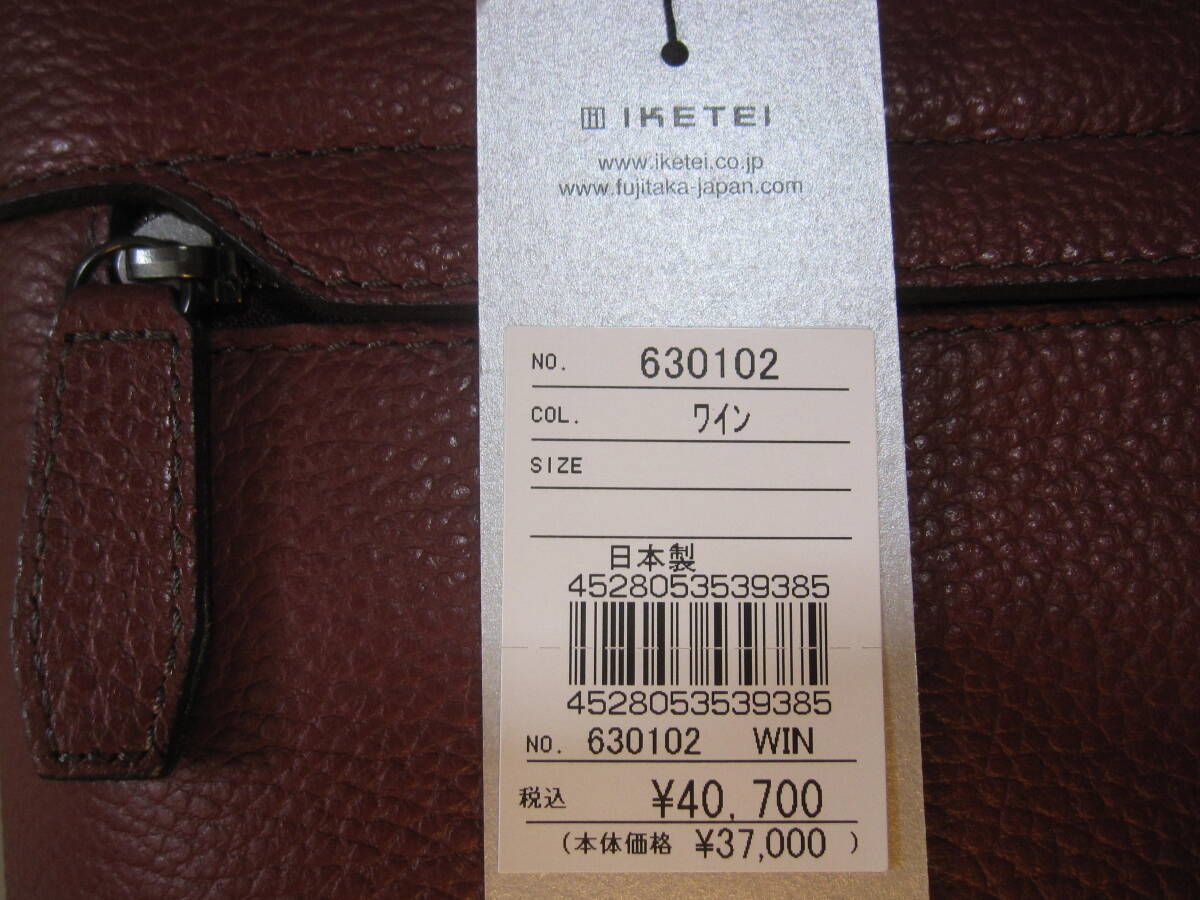 IKETEI
www.iketei.co.jp
www.fujitaka-japan.com
NO. 630102
COL. ワイン
SIZE
日本製
4528053539385
4528053539385
NO. 630102 WIN
税込 ¥40,700
(本体価格 ¥37,000 )